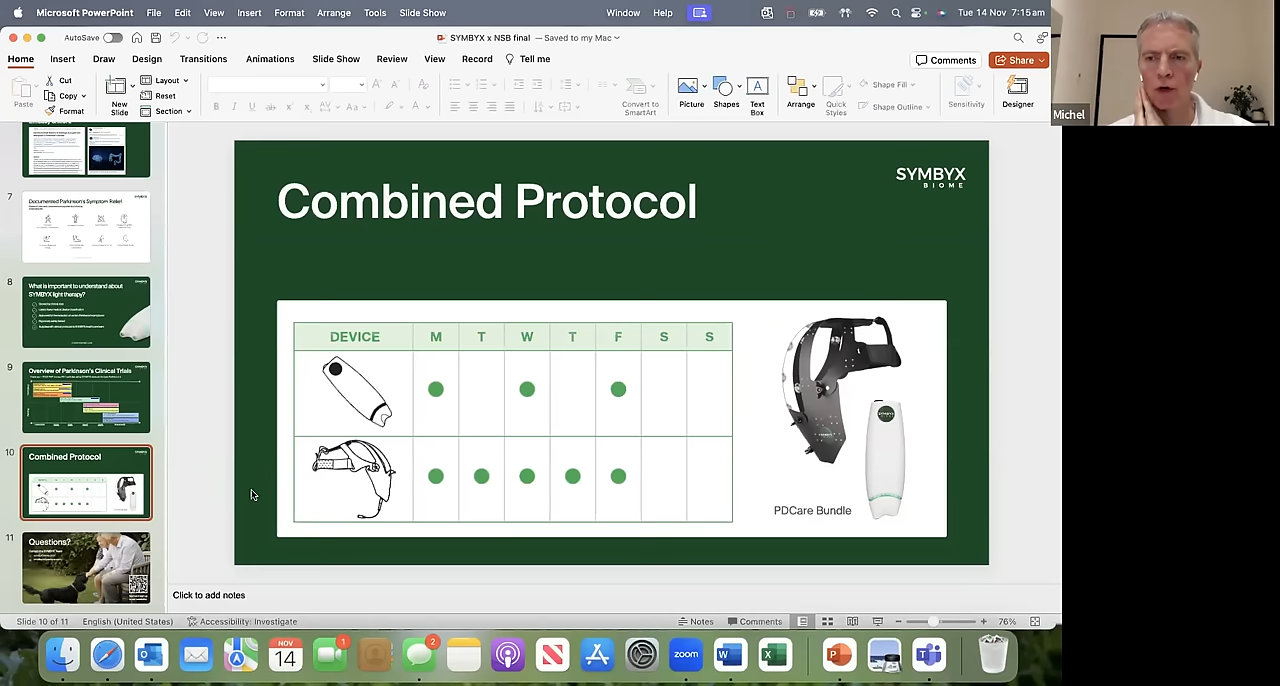 Microsoft PowerPoint File Edit View Insert Format Arrange Tools Slide Show Window Help Tue 14 Nov 7:15am
AutoSave SYMBYX x NSB final — Saved to my Mac
Home Insert Draw Design Transitions Animations Slide Show Review View Record Tell me Comments Share
Paste Cut Copy Format New Slide Layout Reset Section Convert to SmartArt Picture Shapes Text Box Arrange Quick Styles Shape Fill Shape Outline Sensitivity Designer
Michel
7
Documented Parkinson's Symptom Relief
8
What is important to understand about
SYMBYX light therapy?
9
Overview of Parkinson's Clinical Trials
10
Combined Protocol
11
Questions?
SYMBYX
BIOME
Combined Protocol
DEVICE M T W T F S S
PDCare Bundle
Click to add notes
Slide 10 of 11 English (United States) Accessibility: Investigate Notes Comments 76%
NOV
14
1
2
zoom